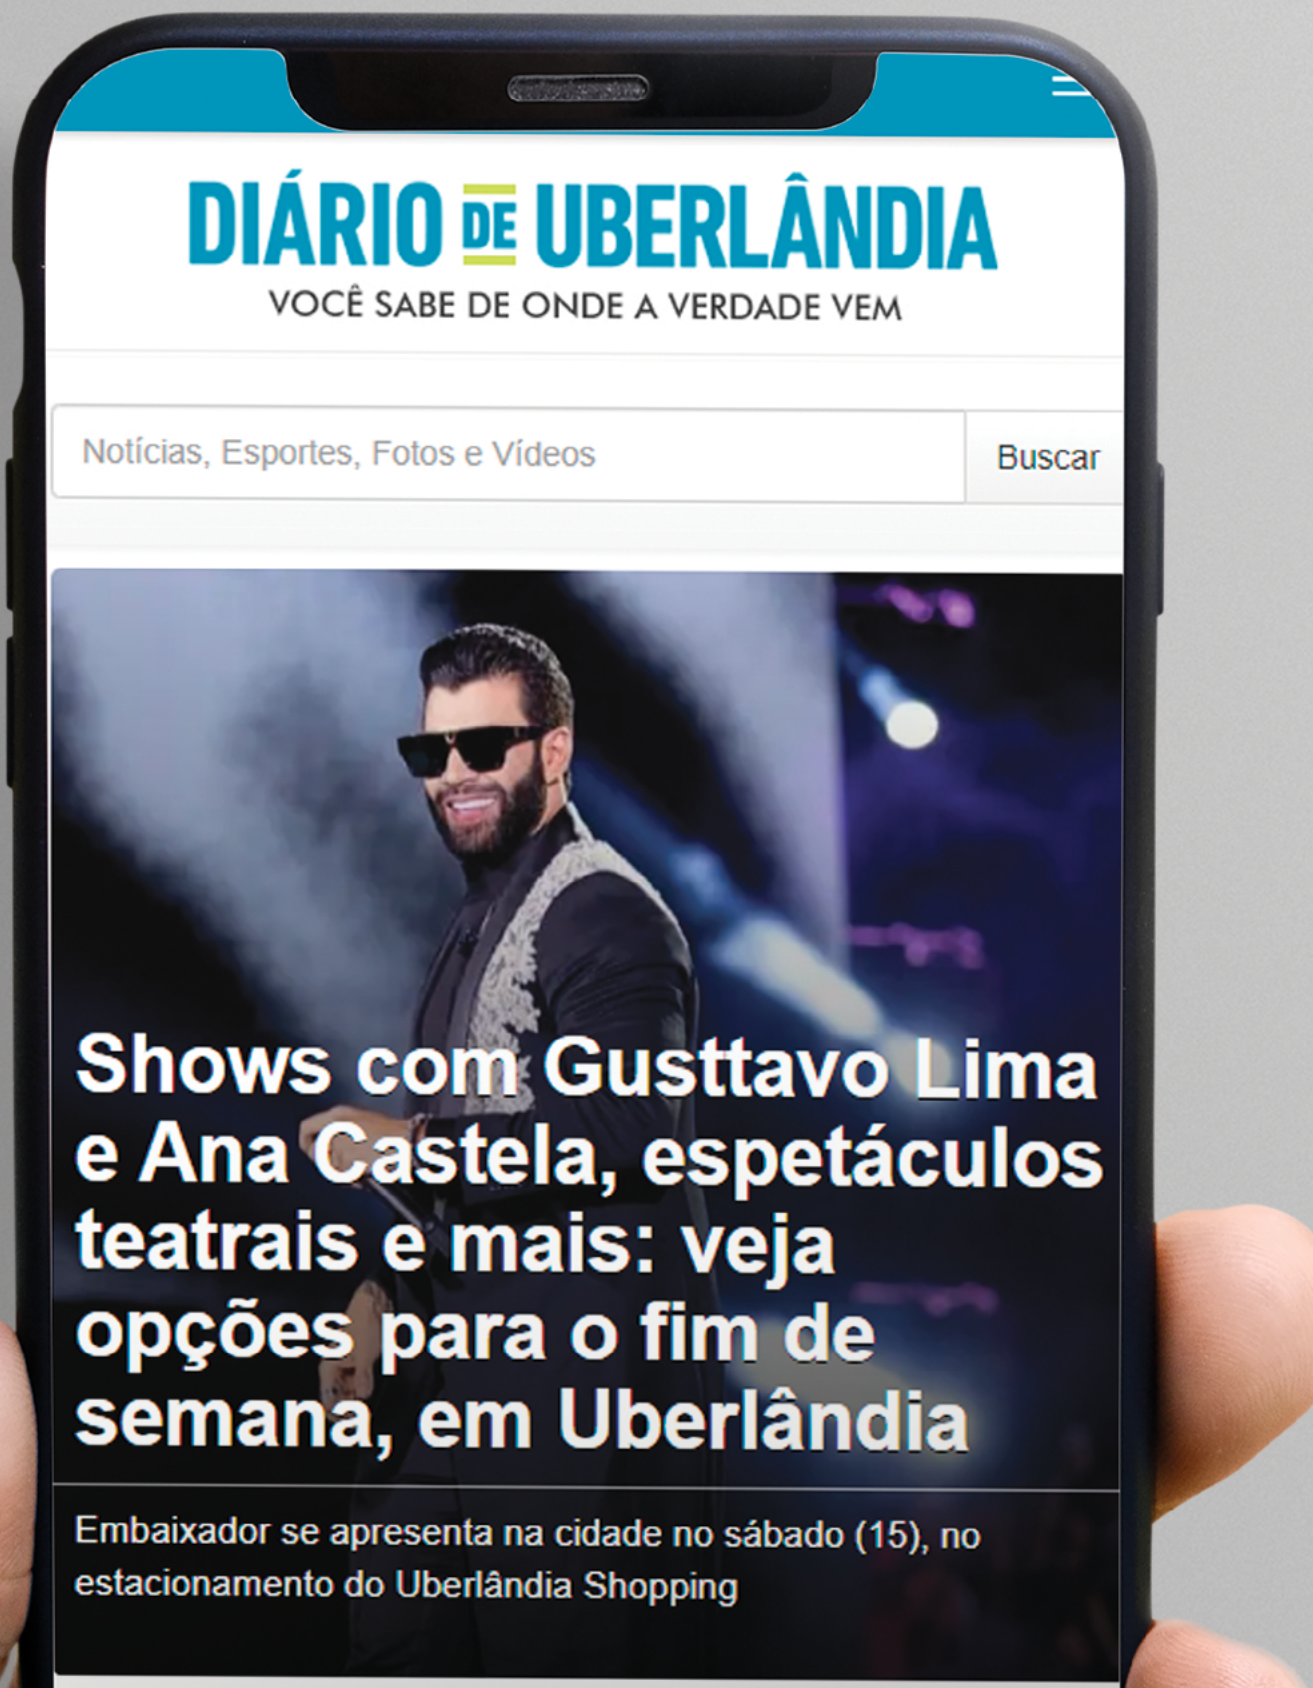 DIÁRIO DE UBERLÂNDIA
VOCÊ SABE DE ONDE A VERDADE VEM
Notícias, Esportes, Fotos e Vídeos
Buscar
Shows com Gusttavo Lima
e Ana Castela, espetáculos
teatrais e mais: veja
opções para o fim de
semana, em Uberlândia
Embaixador se apresenta na cidade no sábado (15), no
estacionamento do Uberlândia Shopping